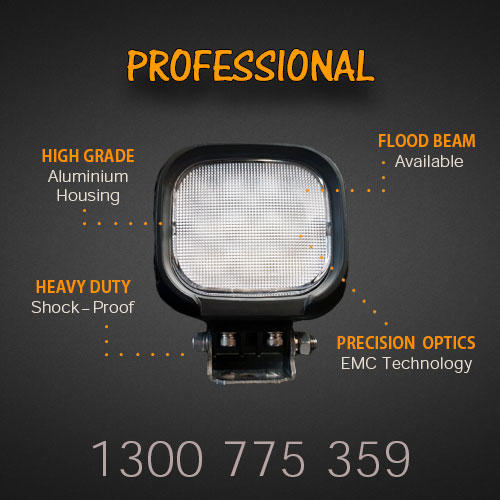 PROFESSIONAL
HIGH GRADE
Aluminium
Housing
FLOOD BEAM
Available
HEAVY DUTY
Shock-Proof
PRECISION OPTICS
EMC Technology
1300 775 359